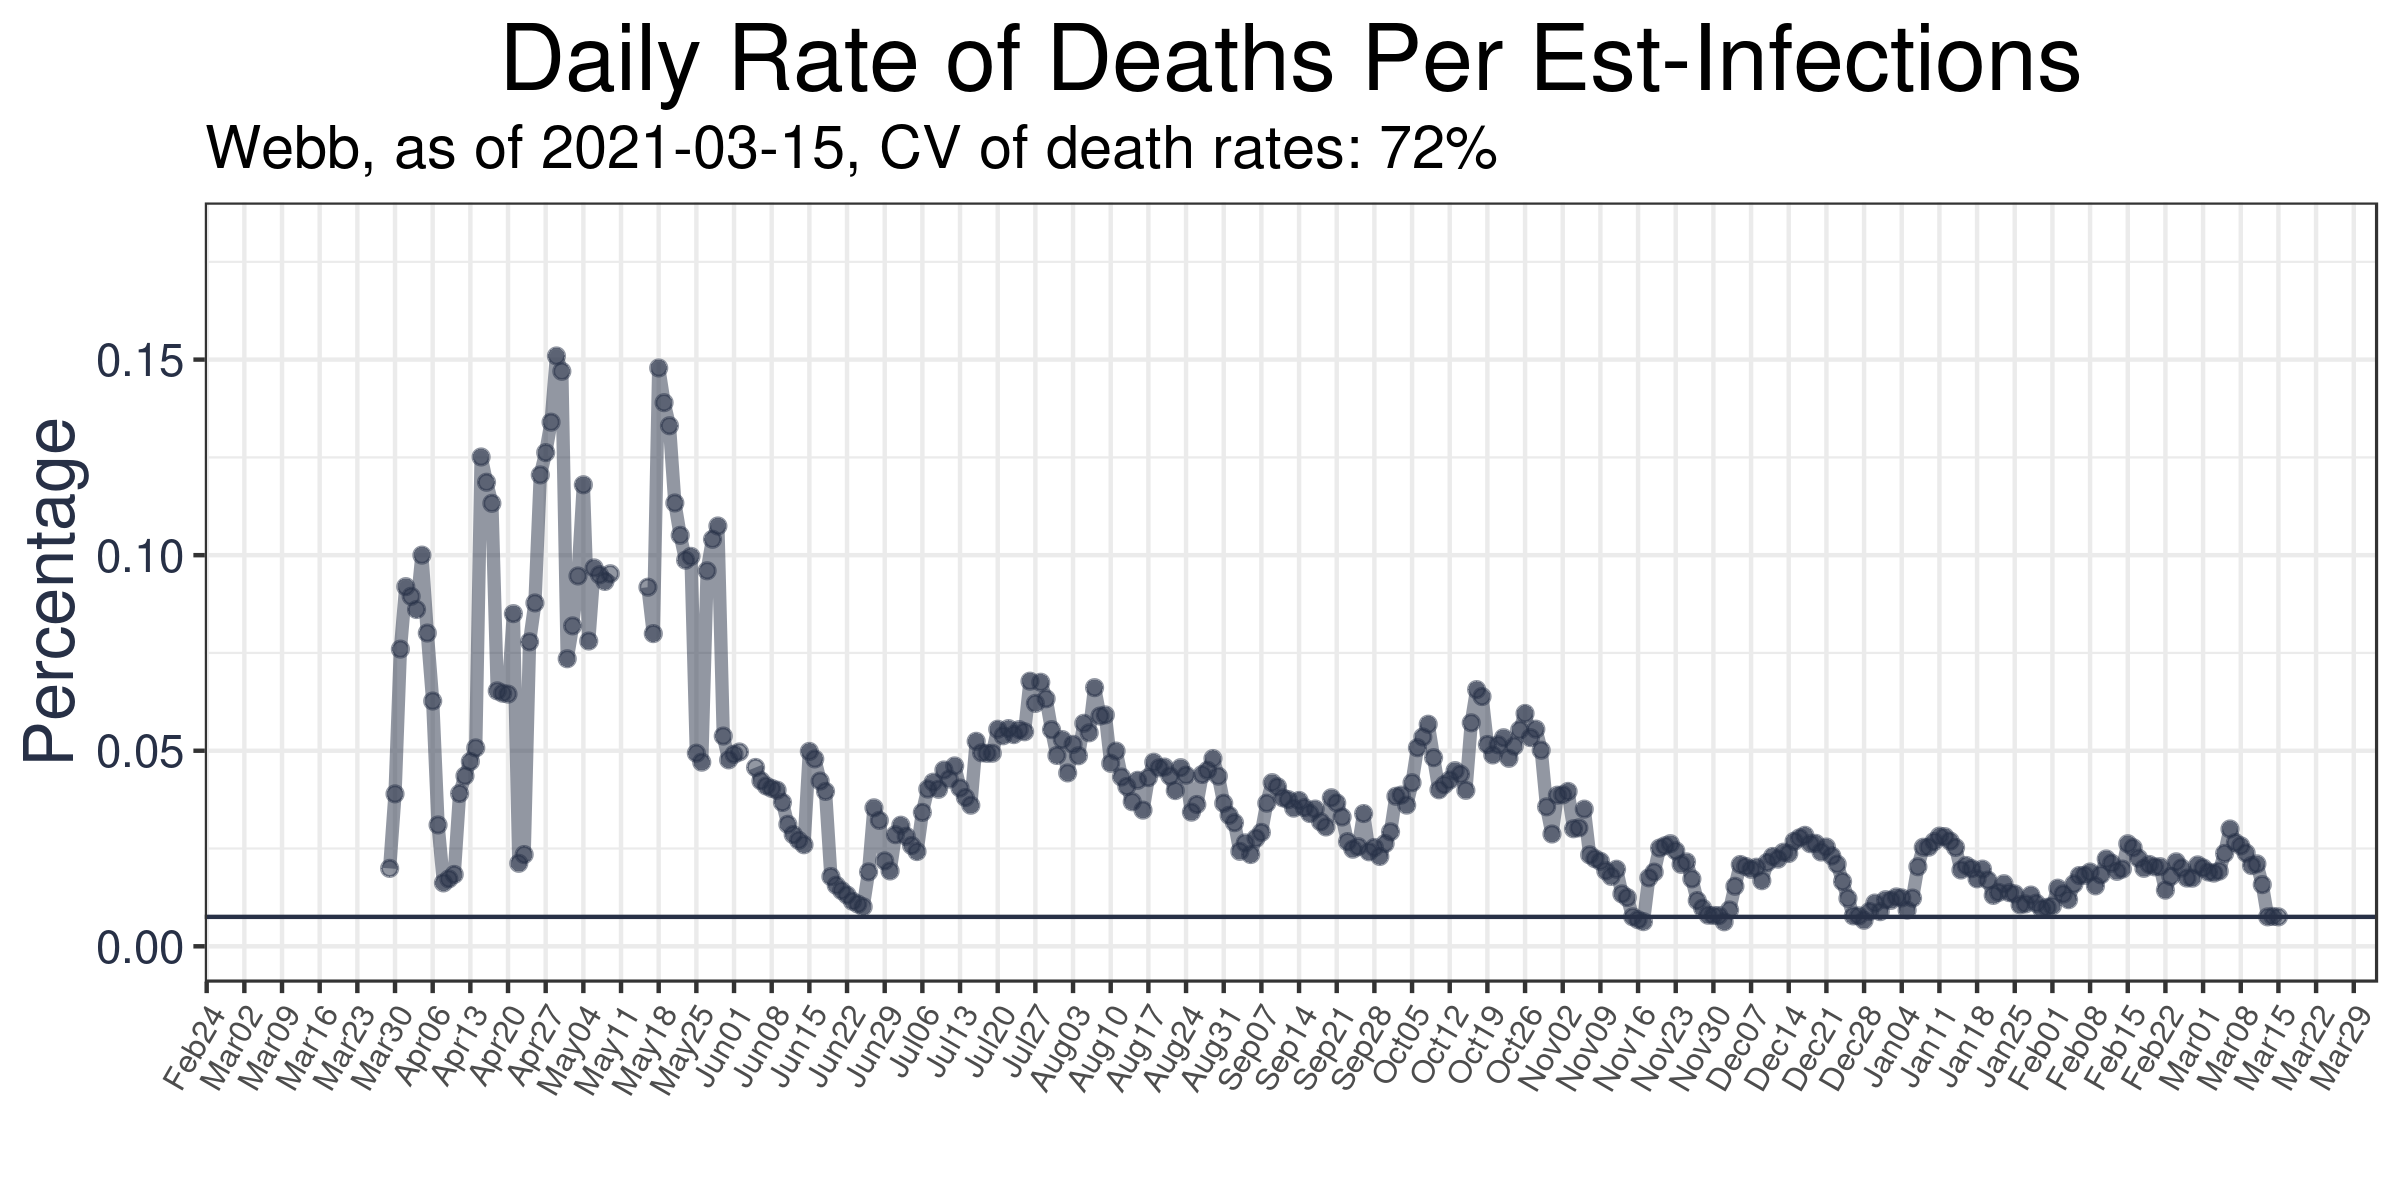 Daily Rate of Deaths Per Est-Infections
Webb, as of 2021-03-15, CV of death rates: 72%
Percentage
0.15
0.10
0.05
0.00
Feb24
Mar02
Mar09
Mar16
Mar23
Mar30
Apr06
Apr13
Apr20
Apr27
May04
May11
May18
May25
Jun01
Jun08
Jun15
Jun22
Jun29
Jul06
Jul13
Jul20
Jul27
Aug03
Aug10
Aug17
Aug24
Aug31
Sep07
Sep14
Sep21
Sep28
Oct05
Oct12
Oct19
Oct26
Nov02
Nov09
Nov16
Nov23
Nov30
Dec07
Dec14
Dec21
Dec28
Jan04
Jan11
Jan18
Jan25
Feb01
Feb08
Feb15
Feb22
Mar01
Mar08
Mar15
Mar22
Mar29